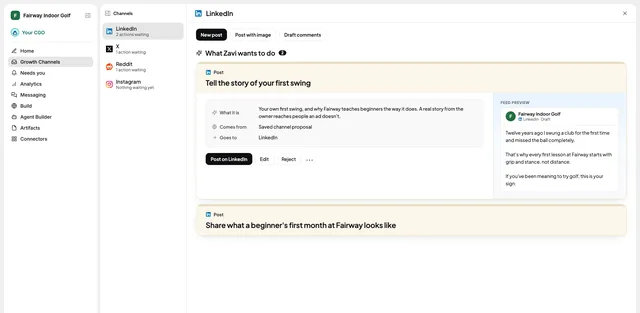 Fairway Indoor Golf
Your CGO
Home
Growth Channels
Needs you
Analytics
Messaging
Build
Agent Builder
Artifacts
Connectors
Channels
LinkedIn
2 actions waiting
X
1 action waiting
Reddit
1 action waiting
Instagram
Nothing waiting yet
LinkedIn
New post
Post with image
Draft comments
What Zavi wants to do 2
Post
Tell the story of your first swing
What it is
Your own first swing, and why Fairway teaches beginners the way it does. A real story from the
owner reaches people an ad doesn't.
Comes from
Saved channel proposal
Goes to
LinkedIn
Post on LinkedIn
Edit
Reject
FEED PREVIEW
Fairway Indoor Golf
LinkedIn · Draft
Twelve years ago I swung a club for the first time
and missed the ball completely.
That's why every first lesson at Fairway starts with
grip and stance, not distance.
If you've been meaning to try golf, this is your
sign.
Post
Share what a beginner's first month at Fairway looks like